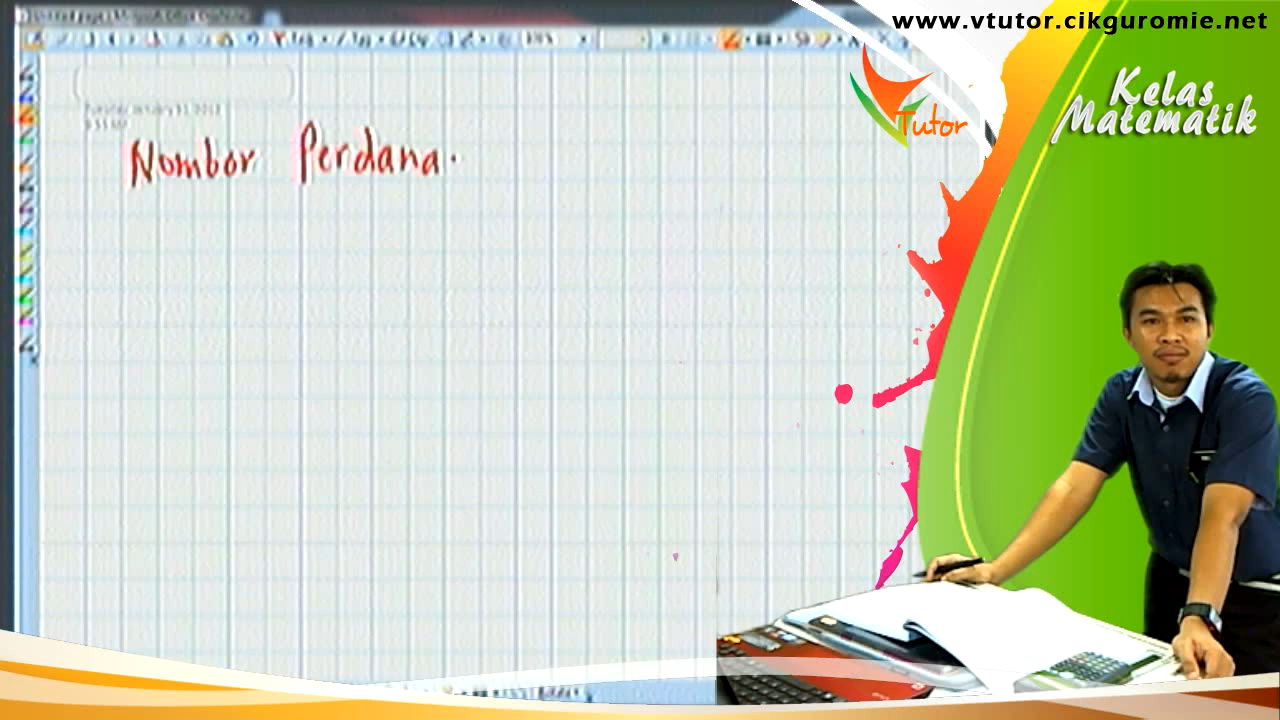 www.vtutor.cikguromie.net
Kelas
Matematik
Tutor
Nombor Perdana.